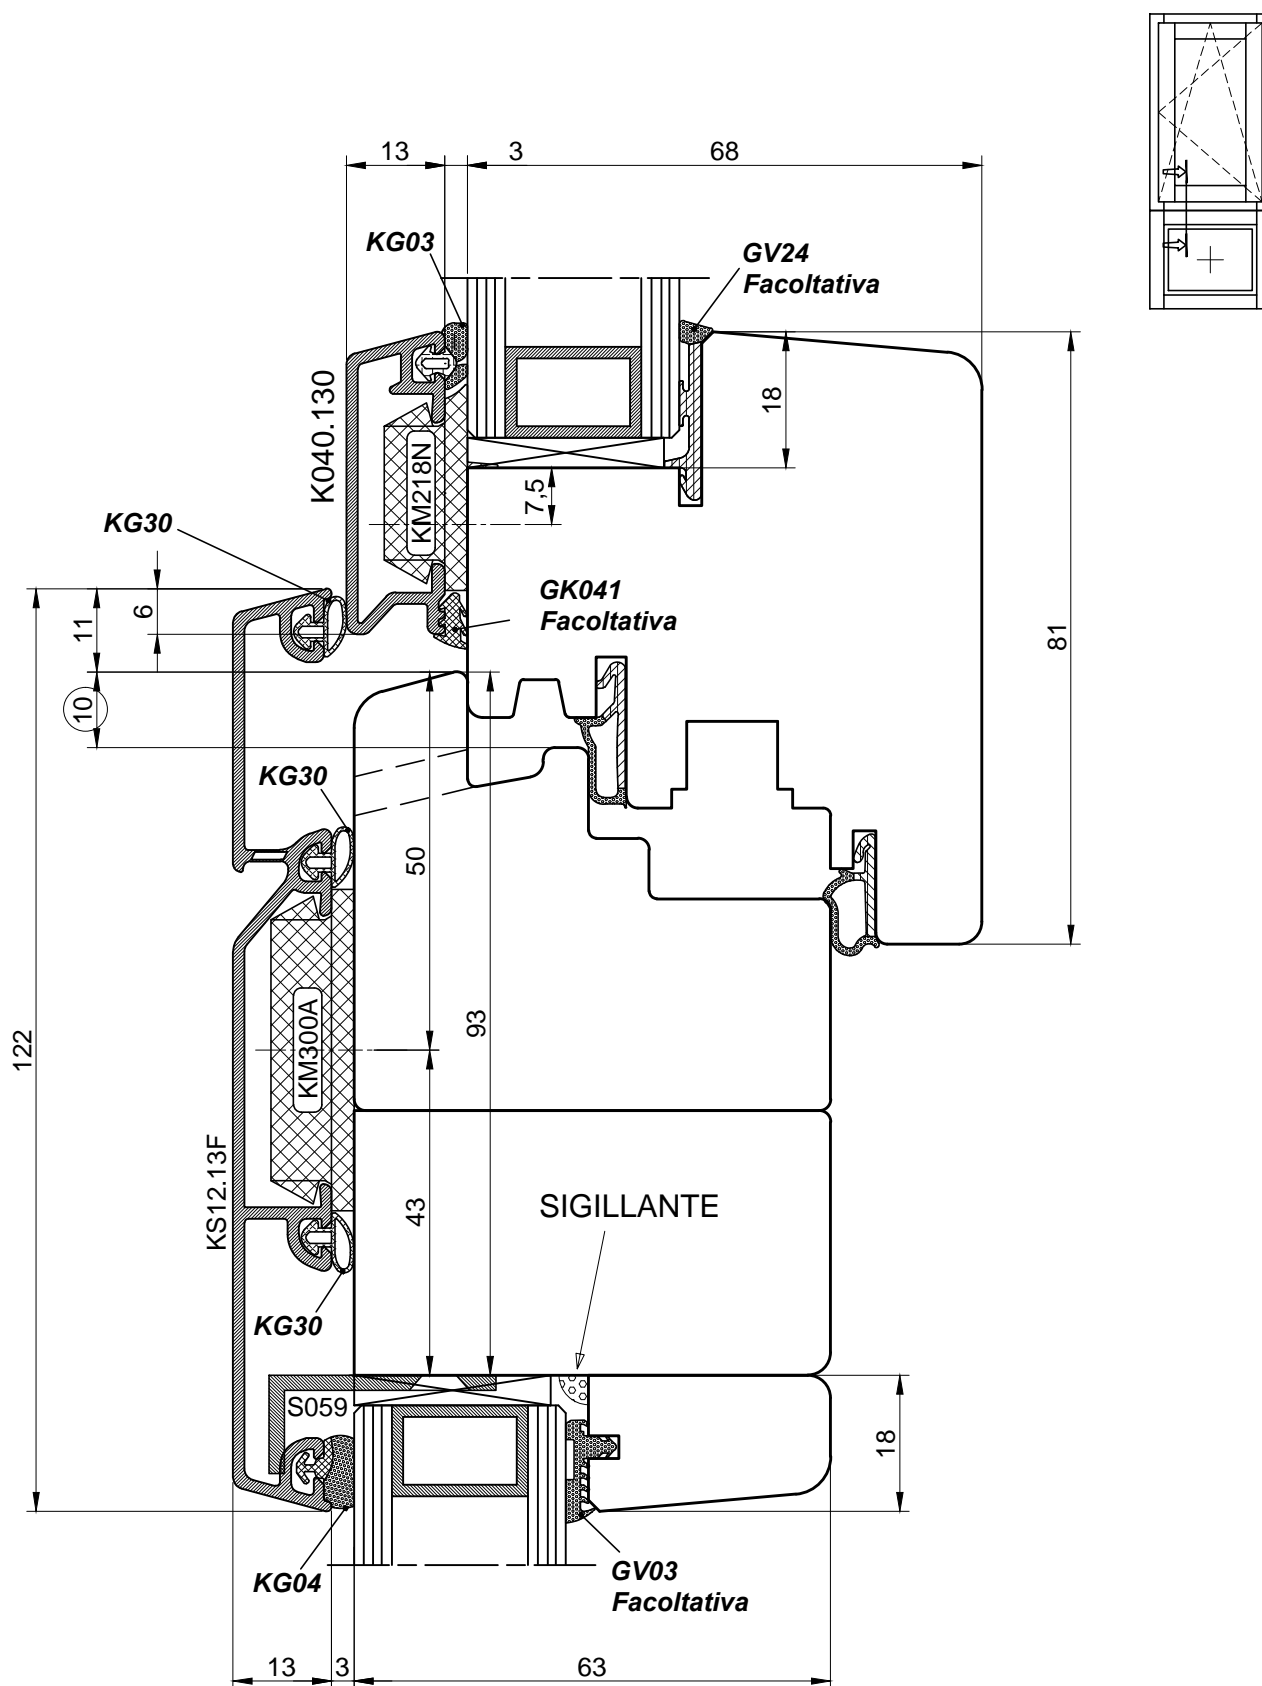 13
3
68
KG03
GV24
Facoltativa
K040.130
KM218N
18
7,5
KG30
6
11
GK041
Facoltativa
81
10
KG30
50
93
122
KM300A
KS12.13F
43
SIGILLANTE
KG30
S059
18
KG04
GV03
Facoltativa
13
3
63